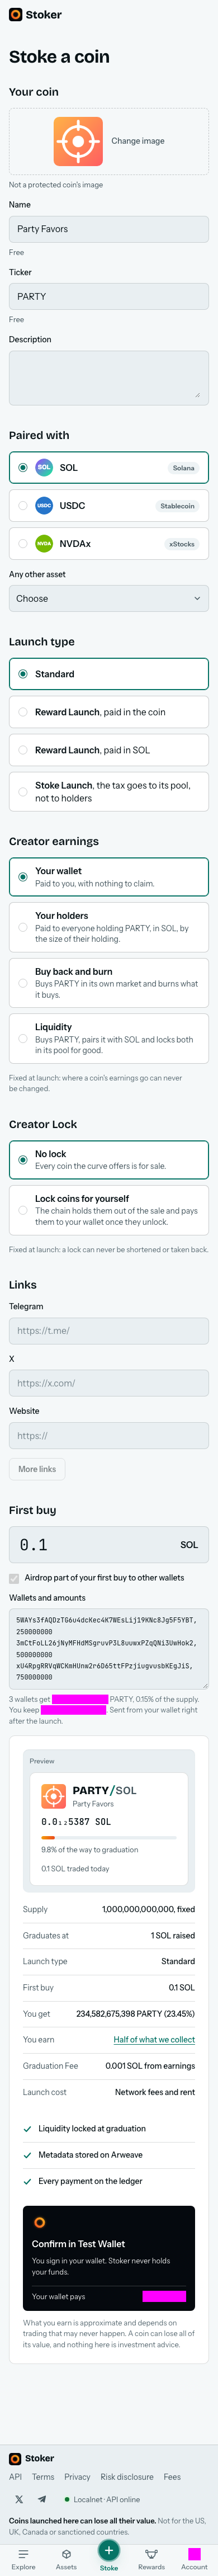 Stoker
Stoke a coin
Your coin
Change image
Not a protected coin's image
Name
Party Favors
Free
Ticker
PARTY
Free
Description
Paired with
SOL SOL Solana
USDC USDC Stablecoin
NVDA NVDAx xStocks
Any other asset
Choose
Launch type
Standard
Reward Launch, paid in the coin
Reward Launch, paid in SOL
Stoke Launch, the tax goes to its pool,
not to holders
Creator earnings
Your wallet
Paid to you, with nothing to claim.
Your holders
Paid to everyone holding PARTY, in SOL, by
the size of their holding.
Buy back and burn
Buys PARTY in its own market and burns what
it buys.
Liquidity
Buys PARTY, pairs it with SOL and locks both
in its pool for good.
Fixed at launch: where a coin's earnings go can never
be changed.
Creator Lock
No lock
Every coin the curve offers is for sale.
Lock coins for yourself
The chain holds them out of the sale and pays
them to your wallet once they unlock.
Fixed at launch: a lock can never be shortened or taken back.
Links
Telegram
https://t.me/
X
https://x.com/
Website
https://
More links
First buy
0.1 SOL
Airdrop part of your first buy to other wallets
Wallets and amounts
5WAYs3fAQDzTG6u4dcKec4K7WEsLij19KNc8Jg5F5YBT,
250000000
3mCtFoLL26jNyMFHdMSgruvP3L8uuwxPZqQNi3UwHok2,
500000000
xU4RpgRRVqWCKmHUnw2r6D65ttFPzjiugvusbKEgJiS,
750000000
3 wallets get PARTY, 0.15% of the supply.
You keep . Sent from your wallet right
after the launch.
Preview
PARTY/SOL
Party Favors
0.0₁₂5387 SOL
9.8% of the way to graduation
0.1 SOL traded today
Supply 1,000,000,000,000, fixed
Graduates at 1 SOL raised
Launch type Standard
First buy 0.1 SOL
You get 234,582,675,398 PARTY (23.45%)
You earn Half of what we collect
Graduation Fee 0.001 SOL from earnings
Launch cost Network fees and rent
Liquidity locked at graduation
Metadata stored on Arweave
Every payment on the ledger
Confirm in Test Wallet
You sign in your wallet. Stoker never holds
your funds.
Your wallet pays
What you earn is approximate and depends on
trading that may never happen. A coin can lose all of
its value, and nothing here is investment advice.
Stoker
API Terms Privacy Risk disclosure Fees
Localnet · API online
Coins launched here can lose all their value. Not for the US,
UK, Canada or sanctioned countries.
Explore Assets Stoke Rewards Account